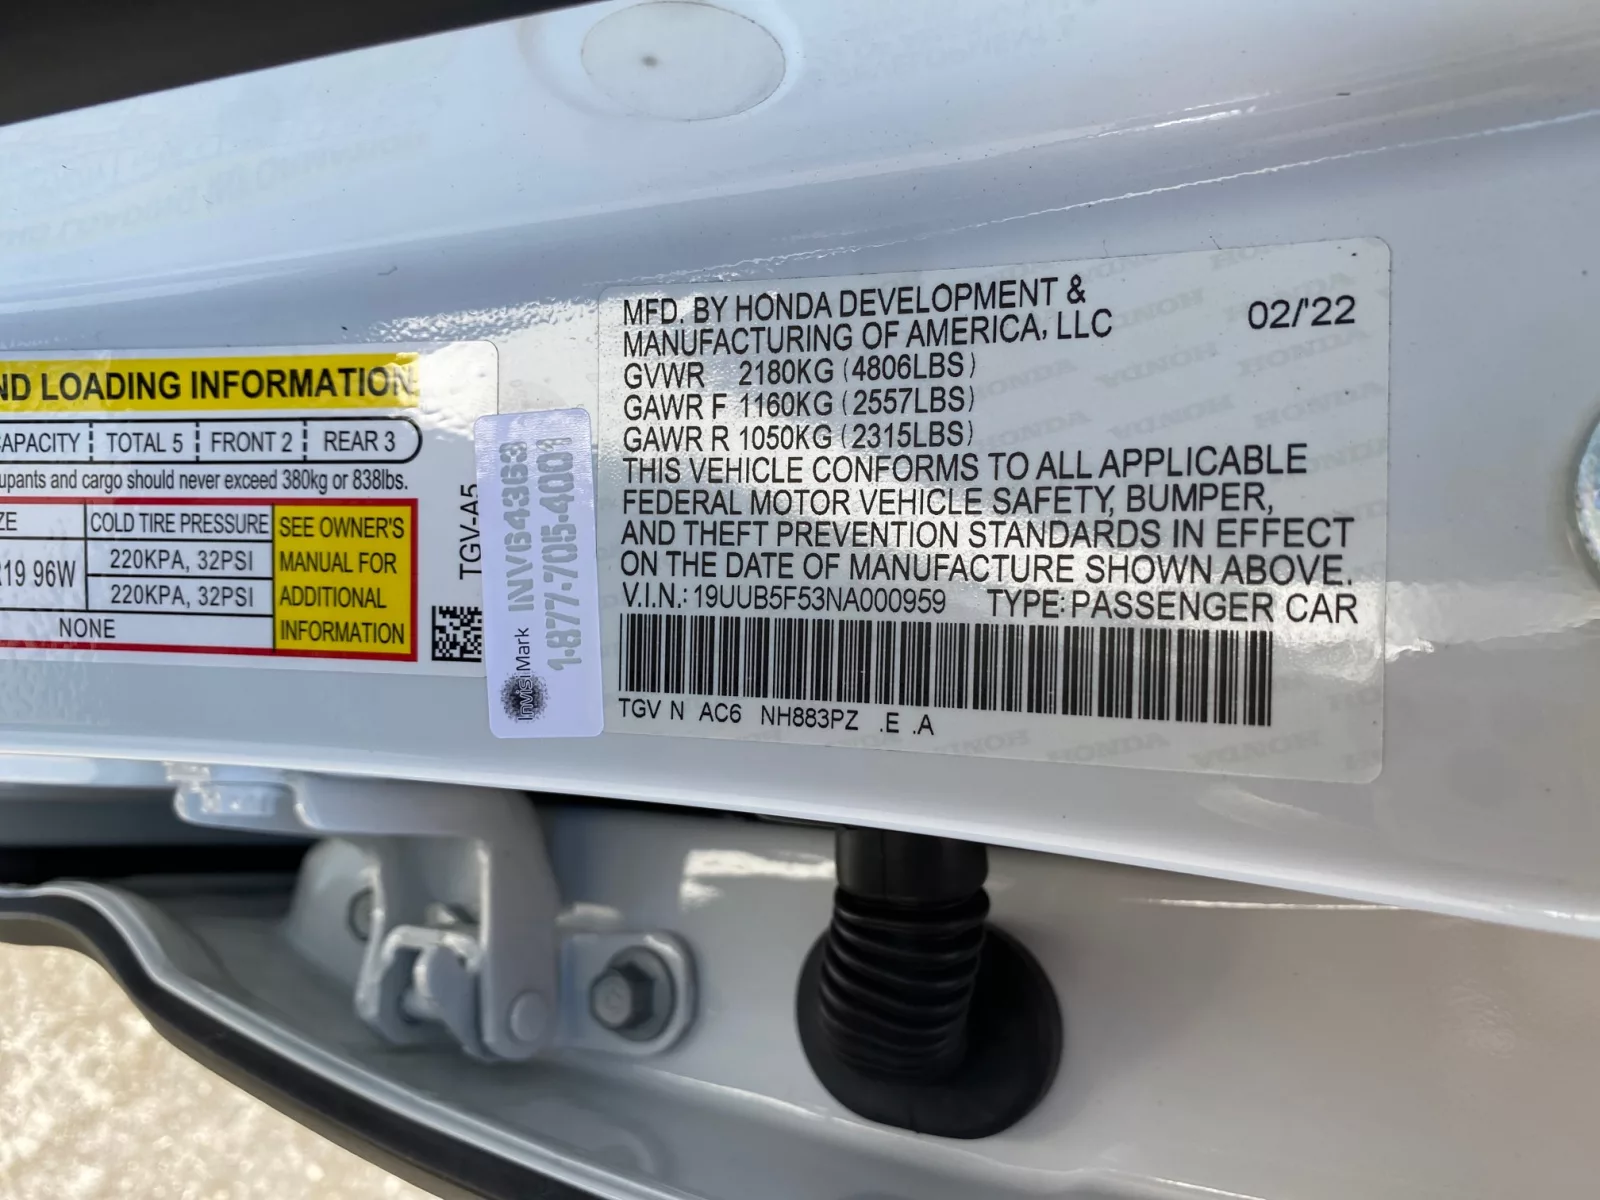 ND LOADING INFORMATION
CAPACITY TOTAL 5 FRONT 2 REAR 3
upants and cargo should never exceed 380kg or 838lbs.
ZE COLD TIRE PRESSURE SEE OWNER'S
MANUAL FOR
ADDITIONAL
INFORMATION
R19 96W 220KPA, 32PSI
220KPA, 32PSI
NONE
TGV-A5
InvisiMark INV644363
1-877-705-4001
MFD. BY HONDA DEVELOPMENT &
MANUFACTURING OF AMERICA, LLC 02/'22
GVWR 2180KG (4806LBS)
GAWR F 1160KG (2557LBS)
GAWR R 1050KG (2315LBS)
THIS VEHICLE CONFORMS TO ALL APPLICABLE
FEDERAL MOTOR VEHICLE SAFETY, BUMPER,
AND THEFT PREVENTION STANDARDS IN EFFECT
ON THE DATE OF MANUFACTURE SHOWN ABOVE.
V.I.N.: 19UUB5F53NA000959 TYPE: PASSENGER CAR
TGV N AC6 NH883PZ .E .A